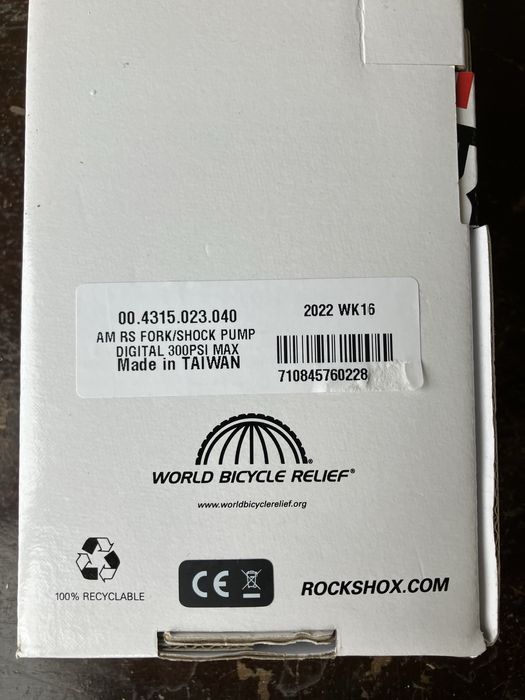 00.4315.023.040
2022 WK16
AM RS FORK/SHOCK PUMP
DIGITAL 300PSI MAX
Made in TAIWAN
710845760228
WORLD BICYCLE RELIEF®
www.worldbicyclerelief.org
100% RECYCLABLE
CE
ROCKSHOX.COM